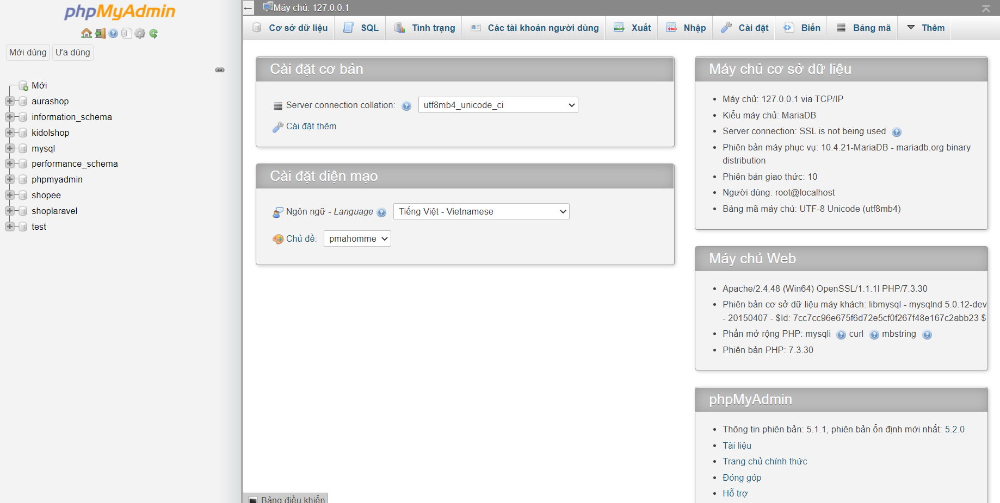 phpMyAdmin
Mới dùng Ưa dùng
Mới
aurashop
information_schema
kidolshop
mysql
performance_schema
phpmyadmin
shopee
shoplaravel
test
Máy chủ: 127.0.0.1
Cơ sở dữ liệu SQL Tình trạng Các tài khoản người dùng Xuất Nhập Cài đặt Biến Bảng mã Thêm
Cài đặt cơ bản
Server connection collation: utf8mb4_unicode_ci
Cài đặt thêm
Cài đặt diện mạo
Ngôn ngữ - Language Tiếng Việt - Vietnamese
Chủ đề: pmahomme
Máy chủ cơ sở dữ liệu
Máy chủ: 127.0.0.1 via TCP/IP
Kiểu máy chủ: MariaDB
Server connection: SSL is not being used
Phiên bản máy phục vụ: 10.4.21-MariaDB - mariadb.org binary
distribution
Phiên bản giao thức: 10
Người dùng: root@localhost
Bảng mã máy chủ: UTF-8 Unicode (utf8mb4)
Máy chủ Web
Apache/2.4.48 (Win64) OpenSSL/1.1.1l PHP/7.3.30
Phiên bản cơ sở dữ liệu máy khách: libmysql - mysqlnd 5.0.12-dev
- 20150407 - $Id: 7cc7cc96e675f6d72e5cf0f267f48e167c2abb23 $
Phần mở rộng PHP: mysqli curl mbstring
Phiên bản PHP: 7.3.30
phpMyAdmin
Thông tin phiên bản: 5.1.1, phiên bản ổn định mới nhất: 5.2.0
Tài liệu
Trang chủ chính thức
Đóng góp
Hỗ trợ
Bảng điều khiển